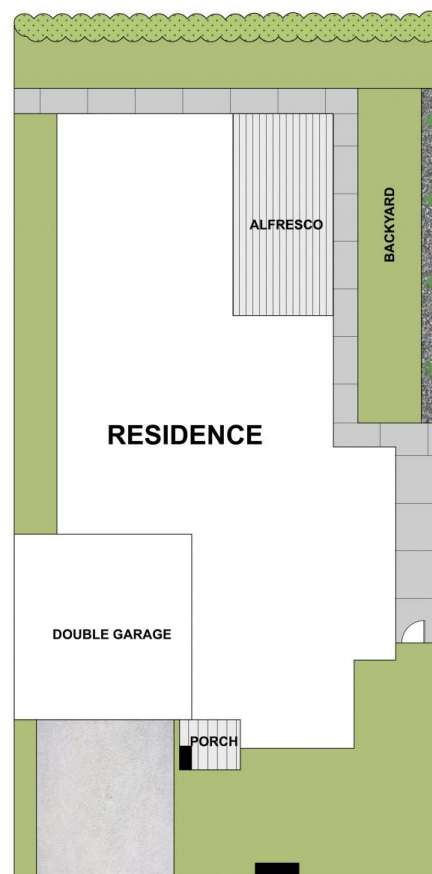 ALFRESCO
BACKYARD
RESIDENCE
DOUBLE GARAGE
PORCH